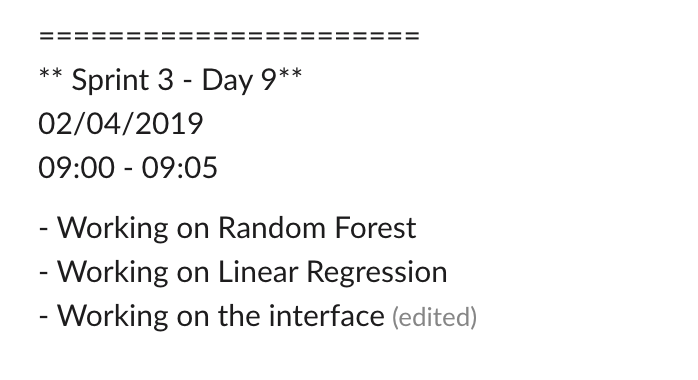 ======================
** Sprint 3 - Day 9**
02/04/2019
09:00 - 09:05
- Working on Random Forest
- Working on Linear Regression
- Working on the interface (edited)